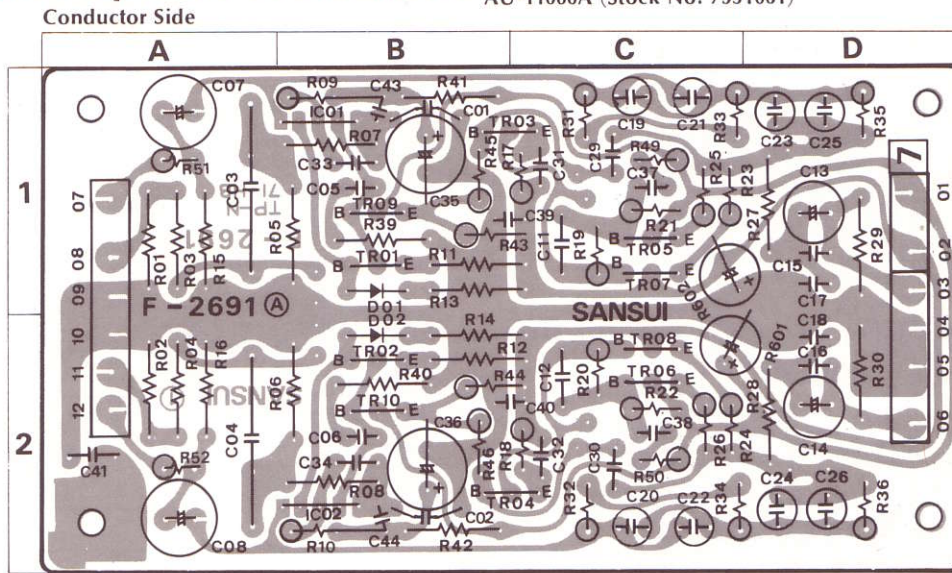 AU-11000A (Stock No. 7551001)
Conductor Side
A B C D
1
2
C07 R09 C43 R41 C01 IC01 R07 C33 C05 TR09 R39 TR01 R11 R13 D01
R51 C03 07 08 09 R01 R03 R15 R05
TR03 B E R45 R17 C31 C35 C39 R43 C11 R19
R31 C19 C21 R33 C29 R49 C37 R25 R23 R21 TR05 TR07 R602
C23 C25 R35 C13 R27 R29 C15 C17 7 01 02 03
F-2691 Ⓐ
SANSUI
D02 R14 TR02 R12 R40 R44 TR10 C36 C40 C12 R20
10 11 12 R02 R04 R16 R06 C04 C41 R52 C08
C06 C34 R08 IC02 R10 C44 R42 C02 TR04 R46 R18 C32
TR08 TR06 R22 C38 R26 R24 R28 R601 C30 R50 R32 C20 C22 R34
C18 C16 R30 C14 C24 C26 R36 04 05 06